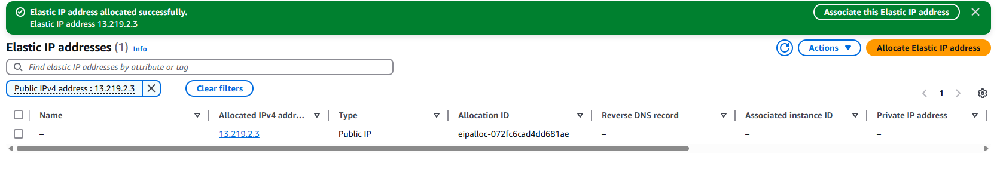 Elastic IP address allocated successfully.
Elastic IP address 13.219.2.3
Associate this Elastic IP address
Elastic IP addresses (1) Info
Actions
Allocate Elastic IP address
Find elastic IP addresses by attribute or tag
Public IPv4 address : 13.219.2.3
Clear filters
1
Name Allocated IPv4 addr... Type Allocation ID Reverse DNS record Associated instance ID Private IP address
– 13.219.2.3 Public IP eipalloc-072fc6cad4dd681ae – – –